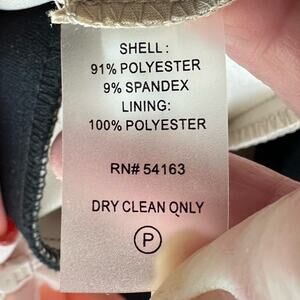 SHELL:
91% POLYESTER
9% SPANDEX
LINING:
100% POLYESTER
RN# 54163
DRY CLEAN ONLY
P